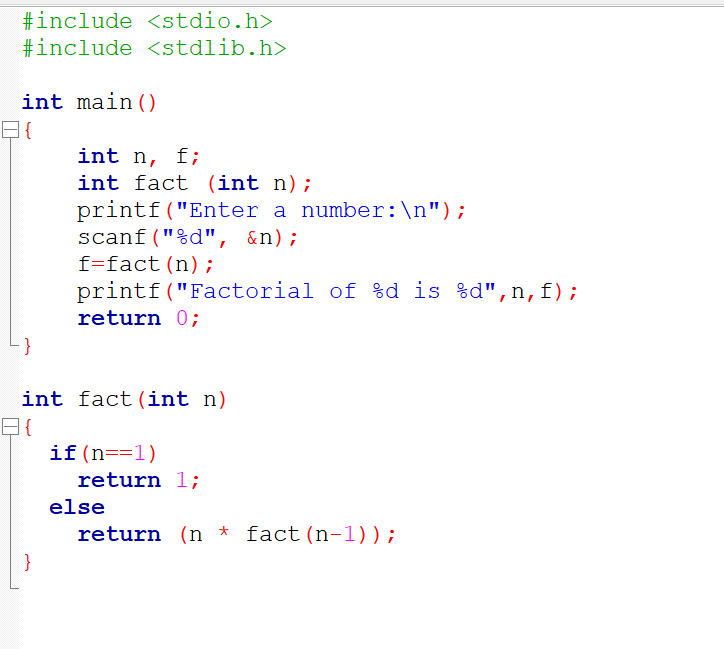 #include <stdio.h>
#include <stdlib.h>

int main()
{
    int n, f;
    int fact (int n);
    printf("Enter a number:\n");
    scanf("%d", &n);
    f=fact(n);
    printf("Factorial of %d is %d",n,f);
    return 0;
}

int fact(int n)
{
  if(n==1)
    return 1;
  else
    return (n * fact(n-1));
}